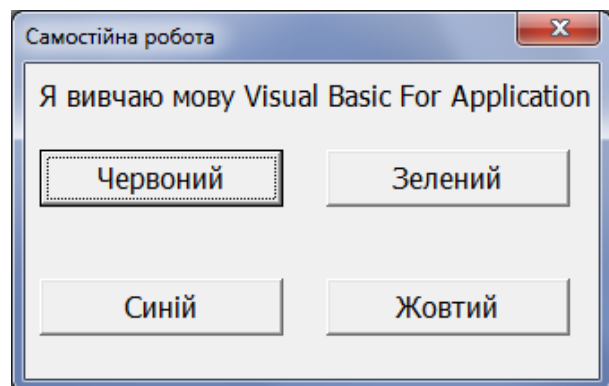 Самостійна робота
Я вивчаю мову Visual Basic For Application
Червоний Зелений
Синій Жовтий